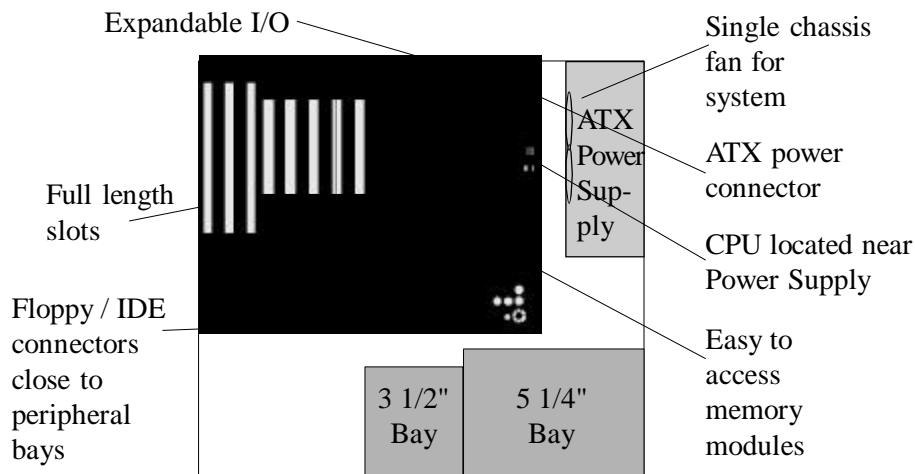 Expandable I/O
Single chassis
fan for
system
ATX
Power
Sup-
ply
ATX power
connector
Full length
slots
CPU located near
Power Supply
Floppy / IDE
connectors
close to
peripheral
bays
3 1/2"
Bay
5 1/4"
Bay
Easy to
access
memory
modules